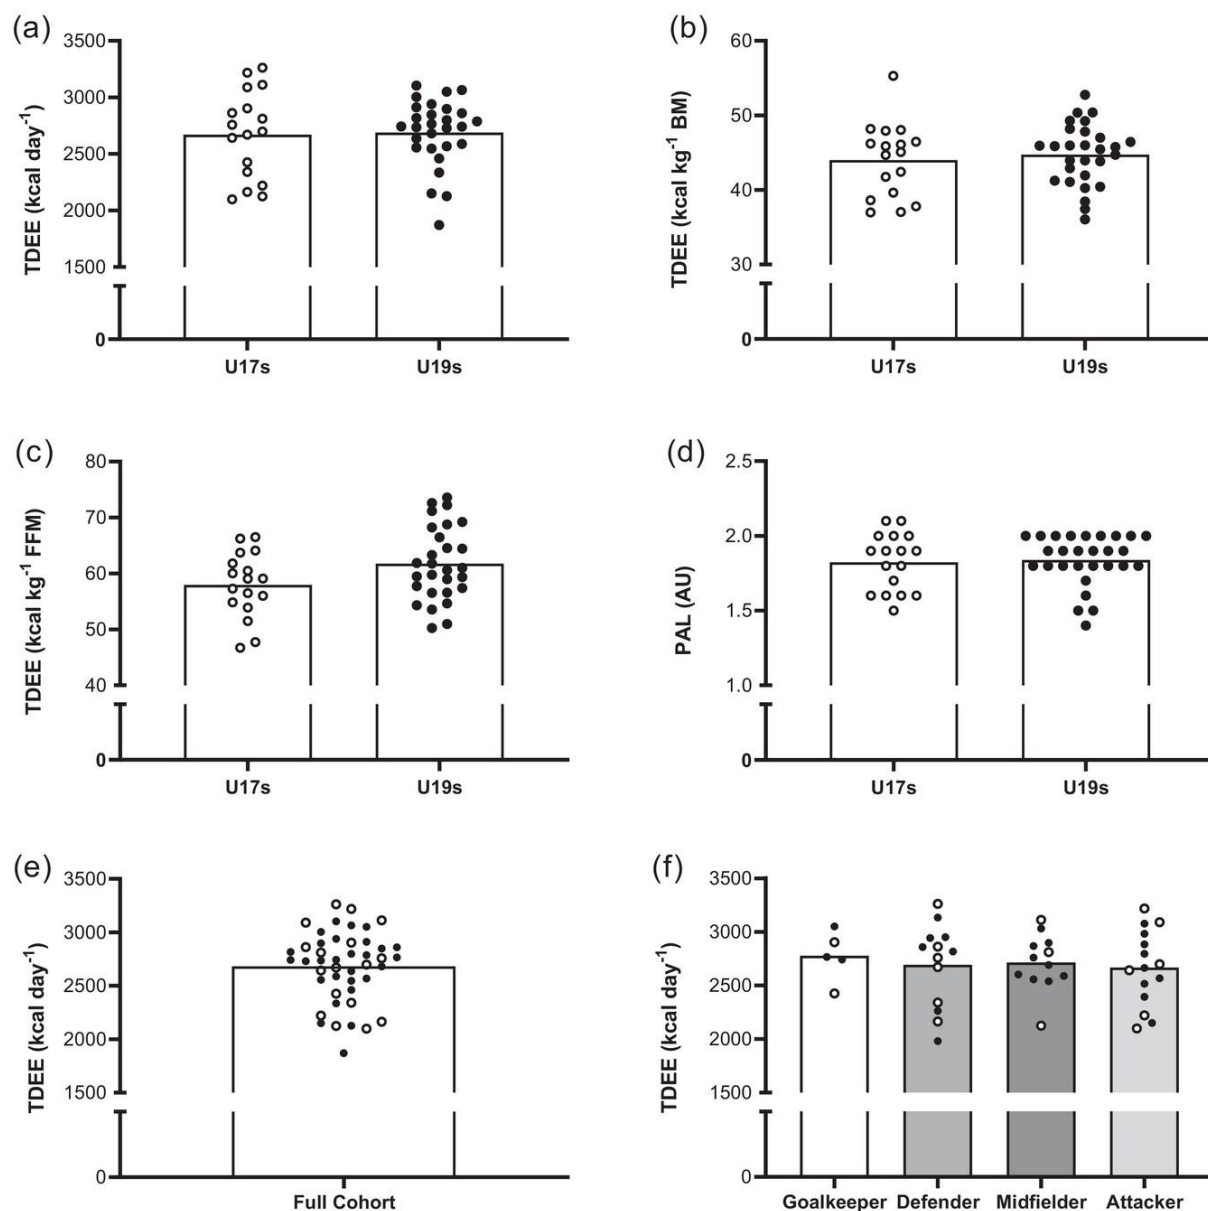 (a)
TDEE (kcal day⁻¹)
3500
3000
2500
2000
1500
0
U17s U19s
(b)
TDEE (kcal kg⁻¹ BM)
60
50
40
30
0
U17s U19s
(c)
TDEE (kcal kg⁻¹ FFM)
80
70
60
50
40
0
U17s U19s
(d)
PAL (AU)
2.5
2.0
1.5
1.0
0
U17s U19s
(e)
TDEE (kcal day⁻¹)
3500
3000
2500
2000
1500
0
Full Cohort
(f)
TDEE (kcal day⁻¹)
3500
3000
2500
2000
1500
0
Goalkeeper Defender Midfielder Attacker